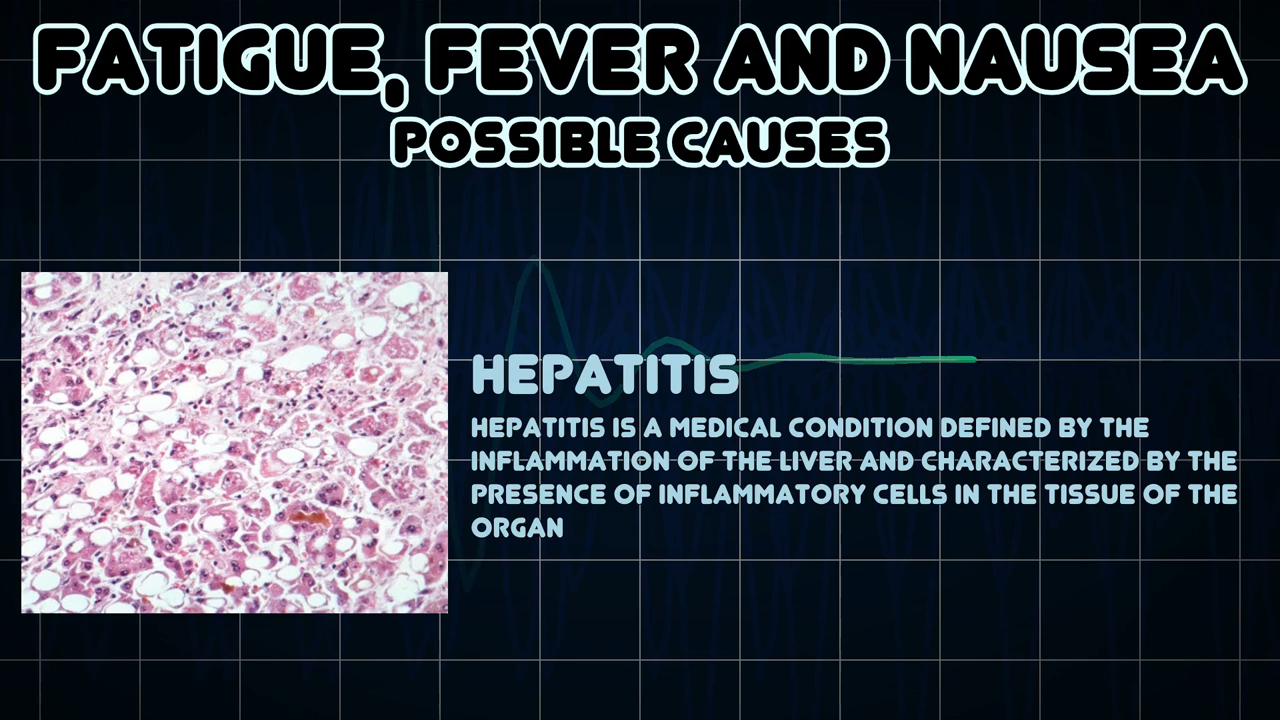 FATIGUE, FEVER AND NAUSEA
POSSIBLE CAUSES
HEPATITIS
HEPATITIS IS A MEDICAL CONDITION DEFINED BY THE
INFLAMMATION OF THE LIVER AND CHARACTERIZED BY THE
PRESENCE OF INFLAMMATORY CELLS IN THE TISSUE OF THE
ORGAN